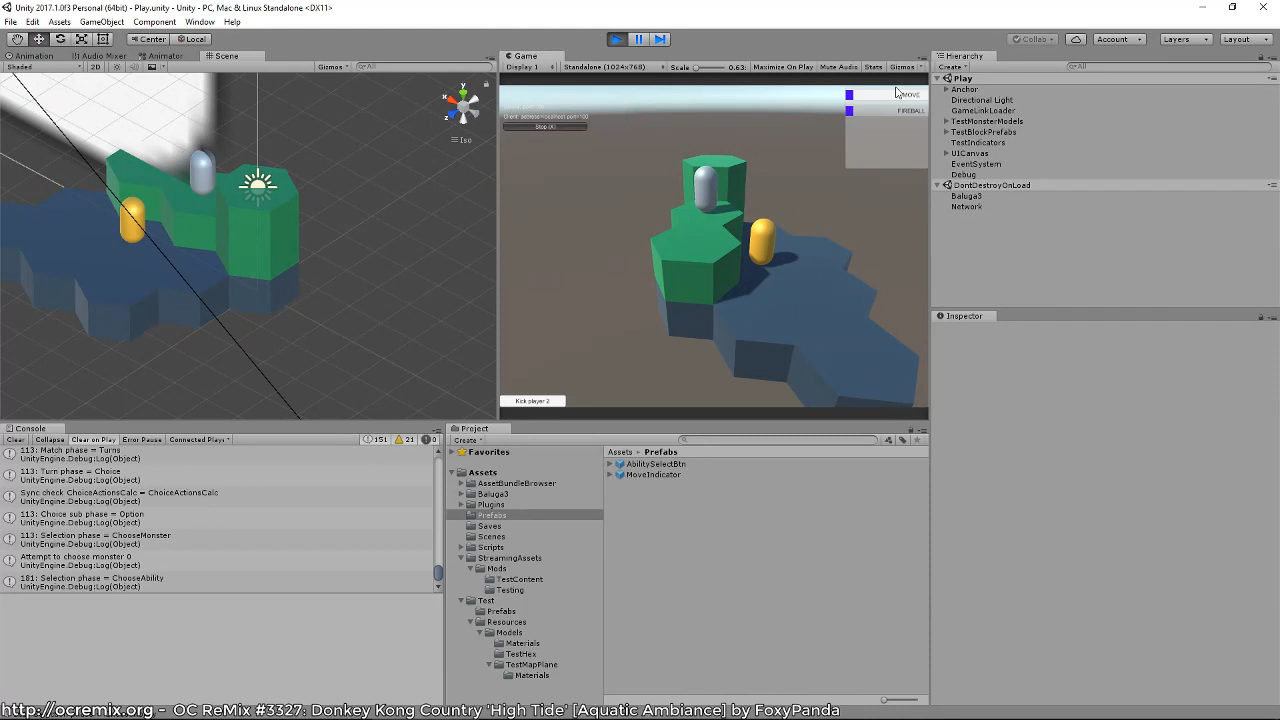 Unity 2017.1.0f3 Personal (64bit) - Play.unity - Unity - PC, Mac & Linux Standalone <DX11>
File Edit Assets GameObject Component Window Help
Center Local Collab Account Layers Layout
Animation Audio Mixer Animator Scene
Shaded 2D Gizmos All
y
x
z
Iso
Game
Display 1 Standalone (1024x768) Scale 0.63: Maximize On Play Mute Audio Stats Gizmos
Client: address=localhost port=
Stop (X)
MOVE
FIREBALL
Kick player 2
Hierarchy
Create All
Play
Anchor
Directional Light
GameLinkLoader
TestMonsterModels
TestBlockPrefabs
TestIndicators
UICanvas
EventSystem
Debug
DontDestroyOnLoad
Baluga3
Network
Inspector
Console
Clear Collapse Clear on Play Error Pause Connected Player 151 21 0
113: Match phase = Turns
UnityEngine.Debug:Log(Object)
113: Turn phase = Choice
UnityEngine.Debug:Log(Object)
Sync check ChoiceActionsCalc = ChoiceActionsCalc
UnityEngine.Debug:Log(Object)
113: Choice sub phase = Option
UnityEngine.Debug:Log(Object)
113: Selection phase = ChooseMonster
UnityEngine.Debug:Log(Object)
Attempt to choose monster 0
UnityEngine.Debug:Log(Object)
181: Selection phase = ChooseAbility
UnityEngine.Debug:Log(Object)
Project
Create
Favorites
Assets
AssetBundleBrowser
Baluga3
Plugins
Prefabs
Saves
Scenes
Scripts
StreamingAssets
Mods
TestContent
Testing
Test
Prefabs
Resources
Models
Materials
TestHex
TestMapPlane
Materials
Assets Prefabs
AbilitySelectBtn
MoveIndicator
http://ocremix.org - OC ReMix #3327: Donkey Kong Country 'High Tide' [Aquatic Ambiance] by FoxyPanda